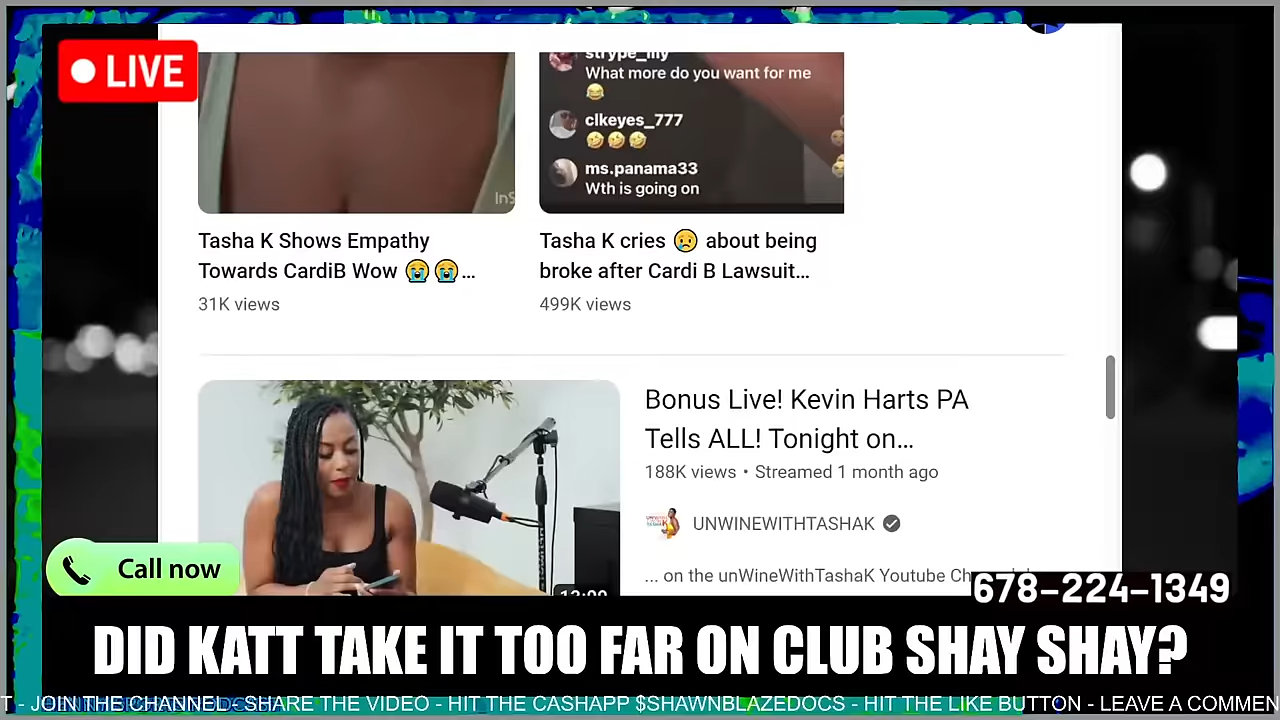 LIVE
strype_my
What more do you want for me
😂
clkeyes_777
🤣🤣🤣
ms.panama33
Wth is going on
InS
Tasha K Shows Empathy
Towards CardiB Wow 😭😭...
31K views
Tasha K cries 😥 about being
broke after Cardi B Lawsuit...
499K views
Bonus Live! Kevin Harts PA
Tells ALL! Tonight on...
188K views • Streamed 1 month ago
UNWINEWITHTASHAK
... on the unWineWithTashaK Youtube Ch
Call now
678-224-1349
DID KATT TAKE IT TOO FAR ON CLUB SHAY SHAY?
T - JOIN THE CHANNEL - SHARE THE VIDEO - HIT THE CASHAPP $SHAWNBLAZEDOCS - HIT THE LIKE BUTTON - LEAVE A COMMEN